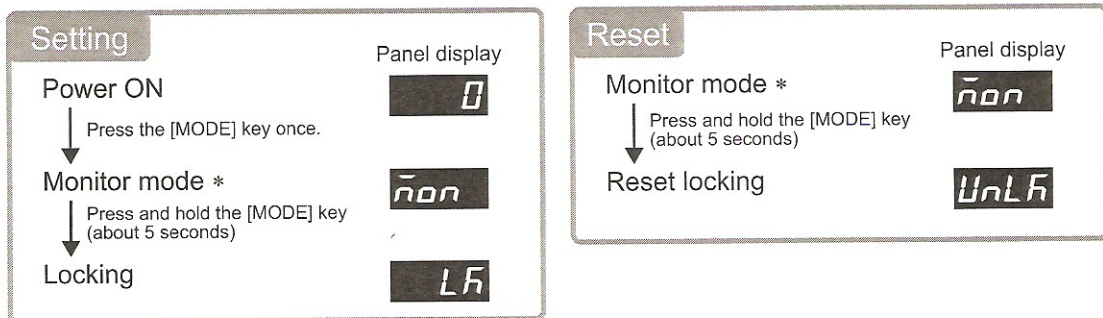 Setting
Panel display
Power ON
0
Press the [MODE] key once.
Monitor mode *
Mon
Press and hold the [MODE] key
(about 5 seconds)
Locking
LK
Reset
Panel display
Monitor mode *
Mon
Press and hold the [MODE] key
(about 5 seconds)
Reset locking
UnLK